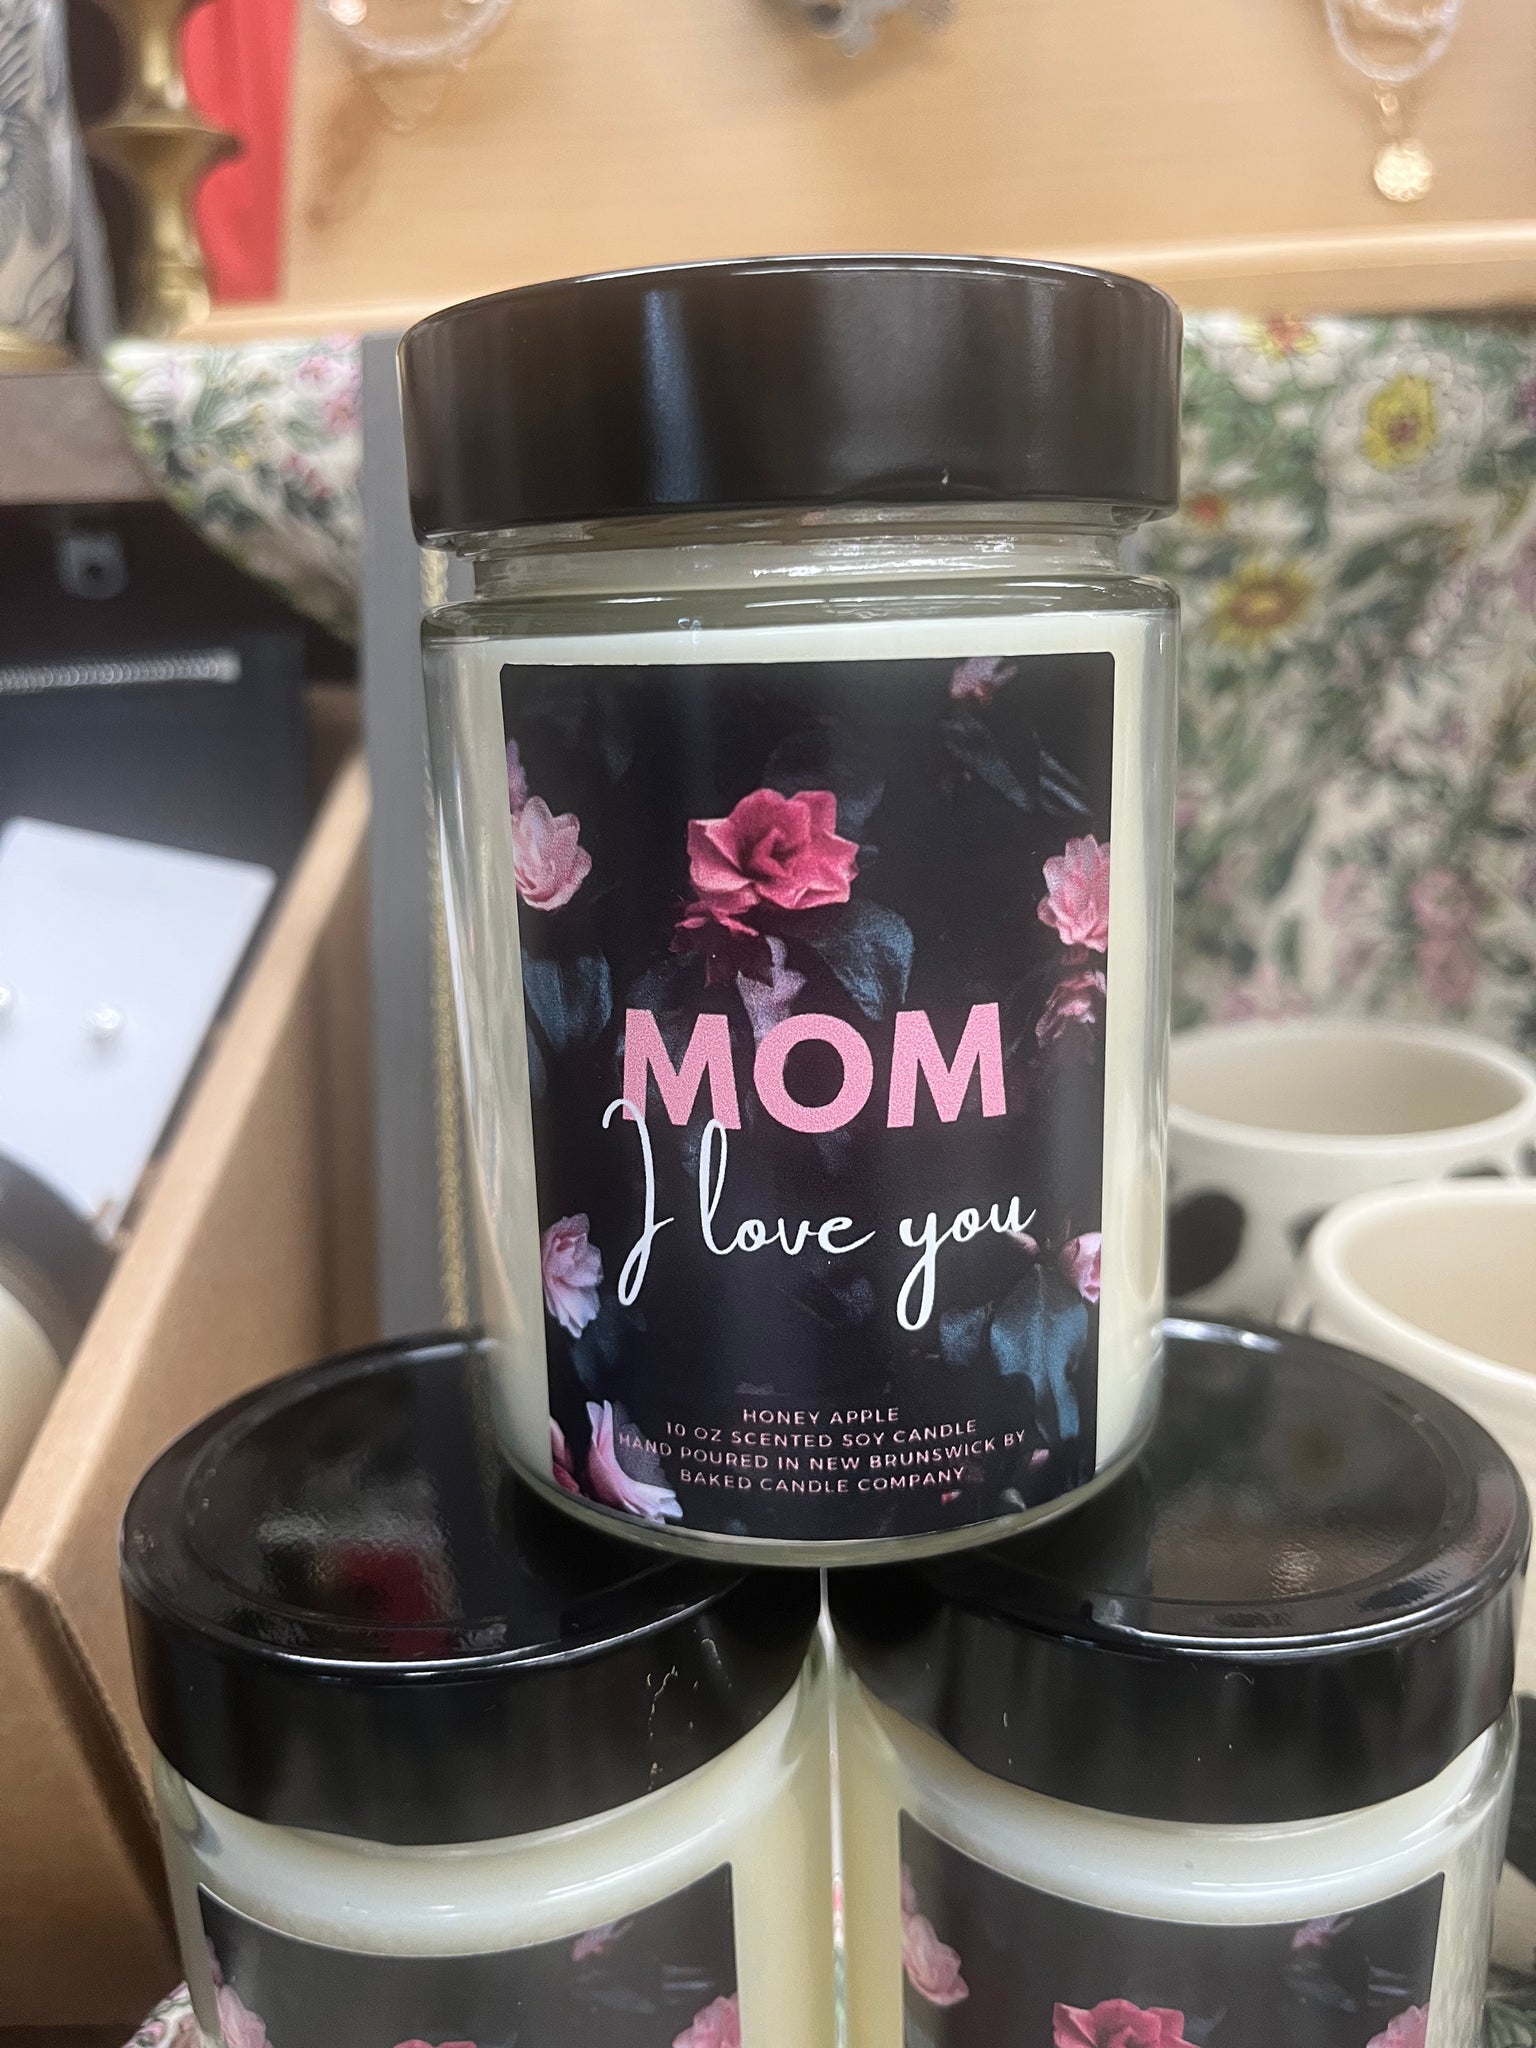 MOM
I love you
HONEY APPLE
10 OZ SCENTED SOY CANDLE
HAND POURED IN NEW BRUNSWICK BY
BAKED CANDLE COMPANY